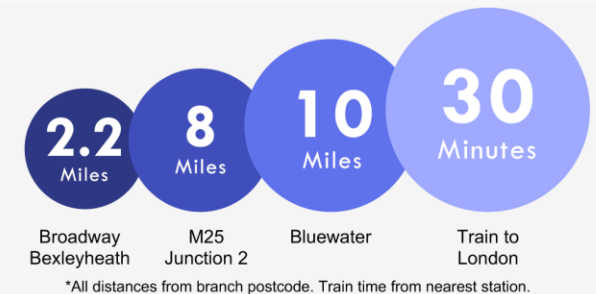 2.2
Miles
8
Miles
10
Miles
30
Minutes
Broadway
Bexleyheath
M25
Junction 2
Bluewater
Train to
London
*All distances from branch postcode. Train time from nearest station.